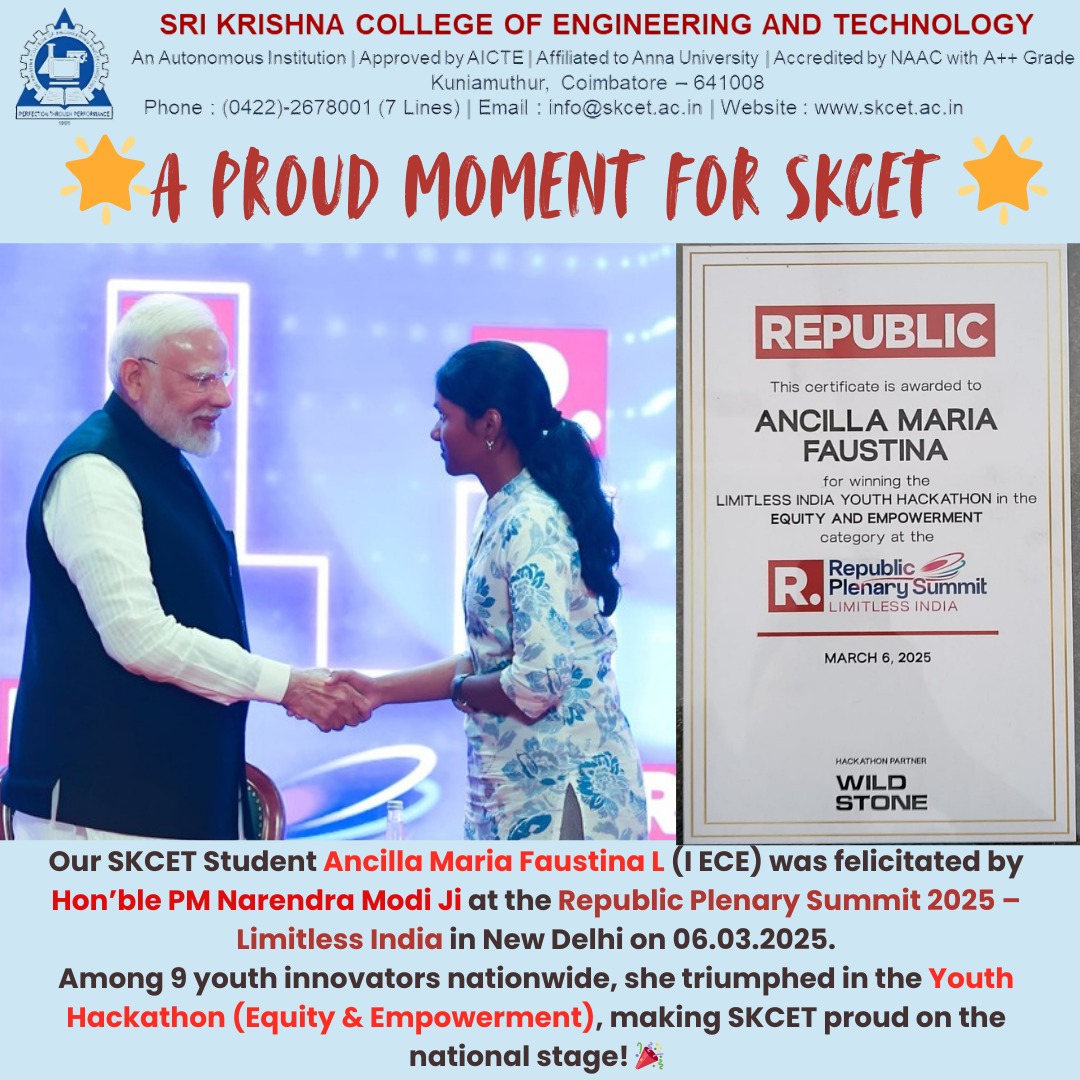 SRI KRISHNA COLLEGE OF ENGINEERING AND TECHNOLOGY
An Autonomous Institution | Approved by AICTE | Affiliated to Anna University | Accredited by NAAC with A++ Grade
Kuniamuthur, Coimbatore – 641008
Phone : (0422)-2678001 (7 Lines) | Email : info@skcet.ac.in | Website : www.skcet.ac.in
PERFECTION THROUGH PERFORMANCE
A PROUD MOMENT FOR SKCET
R.
R
REPUBLIC
This certificate is awarded to
ANCILLA MARIA
FAUSTINA
for winning the
LIMITLESS INDIA YOUTH HACKATHON in the
EQUITY AND EMPOWERMENT
category at the
R.
Republic
Plenary Summit
LIMITLESS INDIA
MARCH 6, 2025
HACKATHON PARTNER
WILD
STONE
Our SKCET Student Ancilla Maria Faustina L (I ECE) was felicitated by
Hon’ble PM Narendra Modi Ji at the Republic Plenary Summit 2025 –
Limitless India in New Delhi on 06.03.2025.
Among 9 youth innovators nationwide, she triumphed in the Youth
Hackathon (Equity & Empowerment), making SKCET proud on the
national stage! 🎉